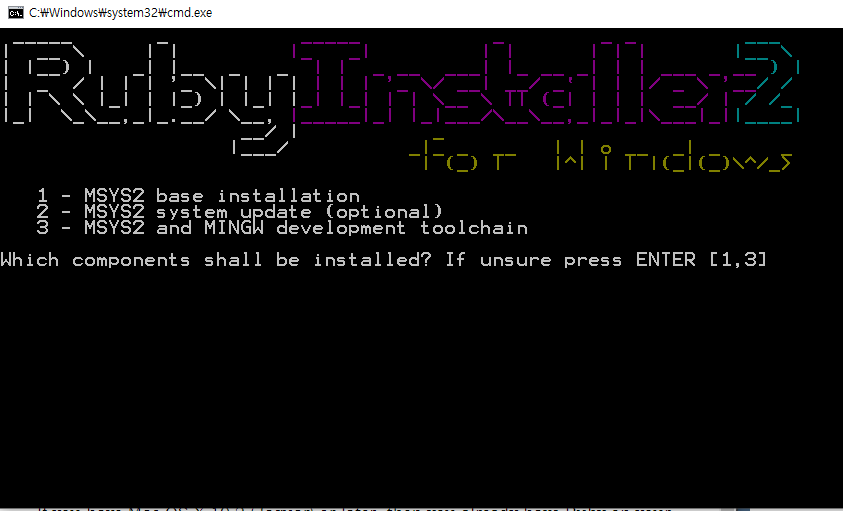 C:₩Windows₩system32₩cmd.exe
RubyInstaller2
for Windows
1 - MSYS2 base installation
2 - MSYS2 system update (optional)
3 - MSYS2 and MINGW development toolchain
Which components shall be installed? If unsure press ENTER [1,3]